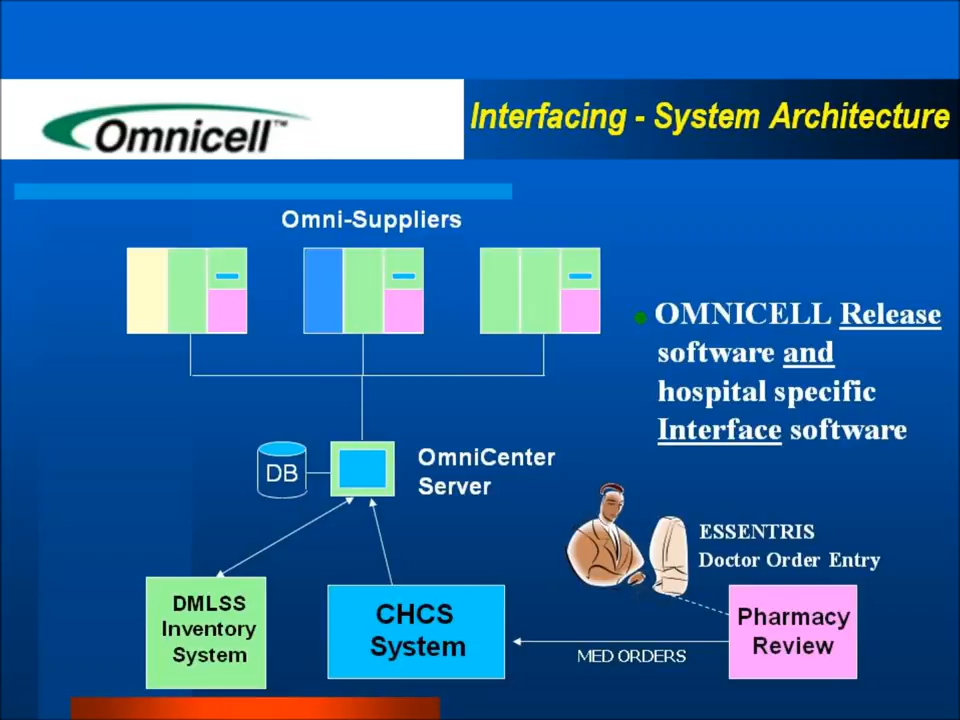 Omnicell™
Interfacing - System Architecture
Omni-Suppliers
OMNICELL Release
software and
hospital specific
Interface software
DB
OmniCenter
Server
ESSENTRIS
Doctor Order Entry
DMLSS
Inventory
System
CHCS
System
MED ORDERS
Pharmacy
Review